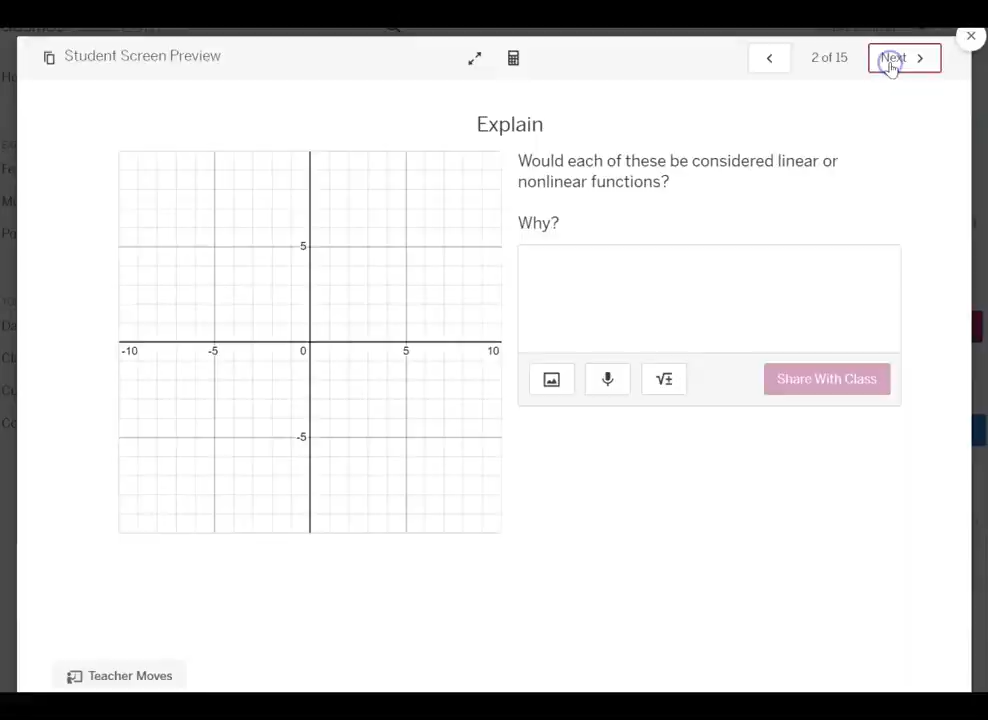 Student Screen Preview
2 of 15
Next
Explain
Would each of these be considered linear or
nonlinear functions?
Why?
5
-10
-5
0
5
10
-5
√±
Share With Class
Teacher Moves